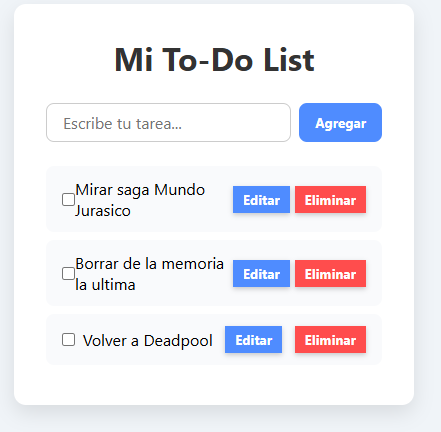 Mi To-Do List
Escribe tu tarea...
Agregar
Mirar saga Mundo
Jurasico
Editar
Eliminar
Borrar de la memoria
la ultima
Editar
Eliminar
Volver a Deadpool
Editar
Eliminar